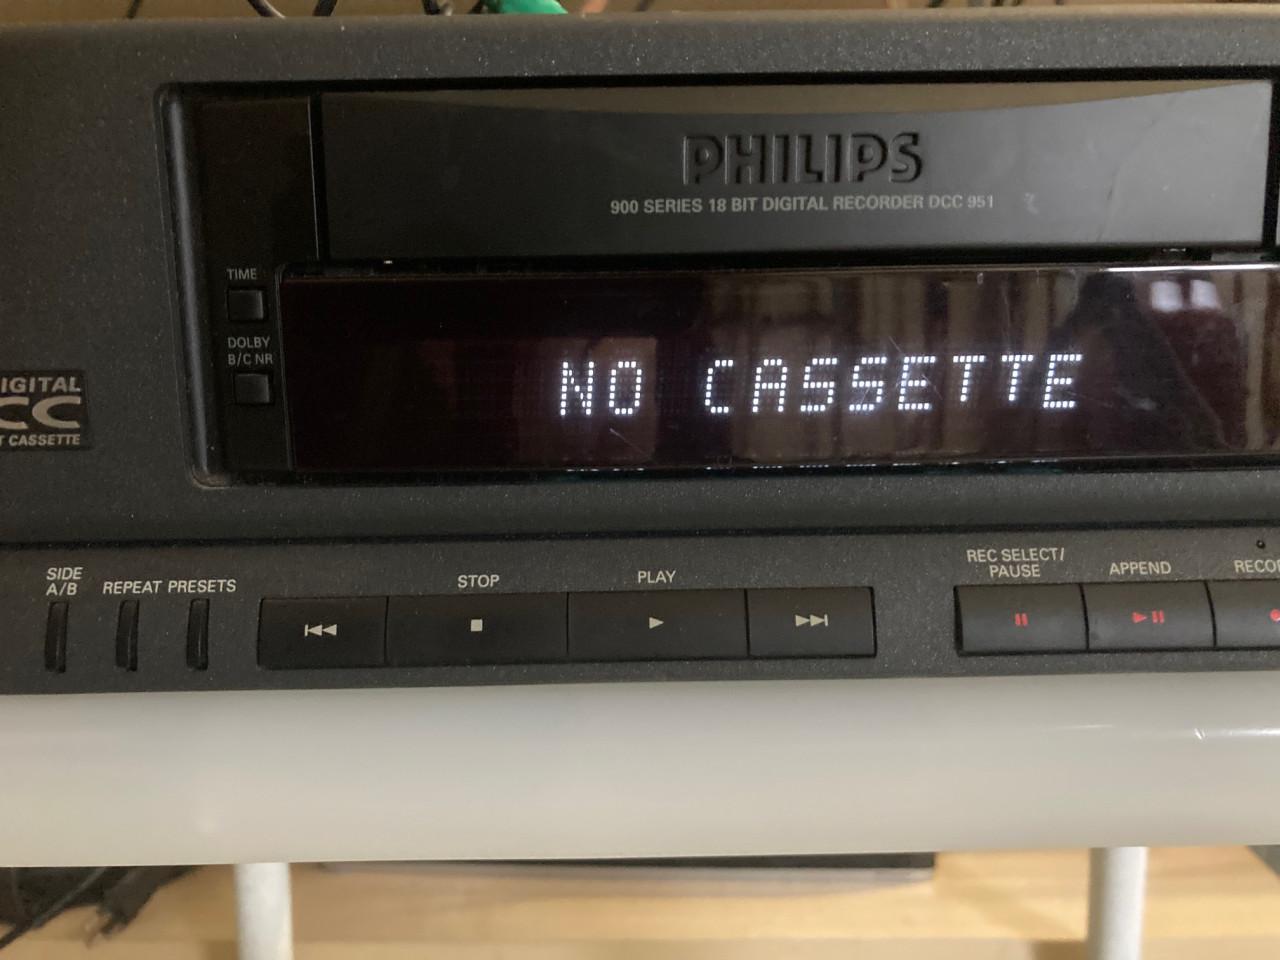 PHILIPS
900 SERIES 18 BIT DIGITAL RECORDER DCC 951
TIME
DOLBY
B/C NR
NO CASSETTE
IGITAL
CC
T CASSETTE
SIDE
A/B
REPEAT
PRESETS
STOP
PLAY
REC SELECT/
PAUSE
APPEND
RECO